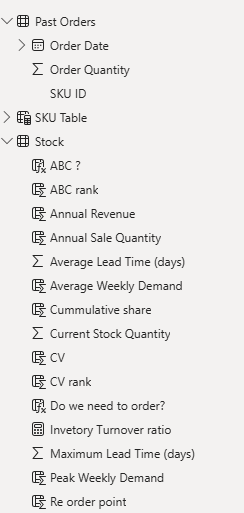 Past Orders
Order Date
Order Quantity
SKU ID
SKU Table
Stock
ABC ?
ABC rank
Annual Revenue
Annual Sale Quantity
Average Lead Time (days)
Average Weekly Demand
Cummulative share
Current Stock Quantity
CV
CV rank
Do we need to order?
Invetory Turnover ratio
Maximum Lead Time (days)
Peak Weekly Demand
Re order point